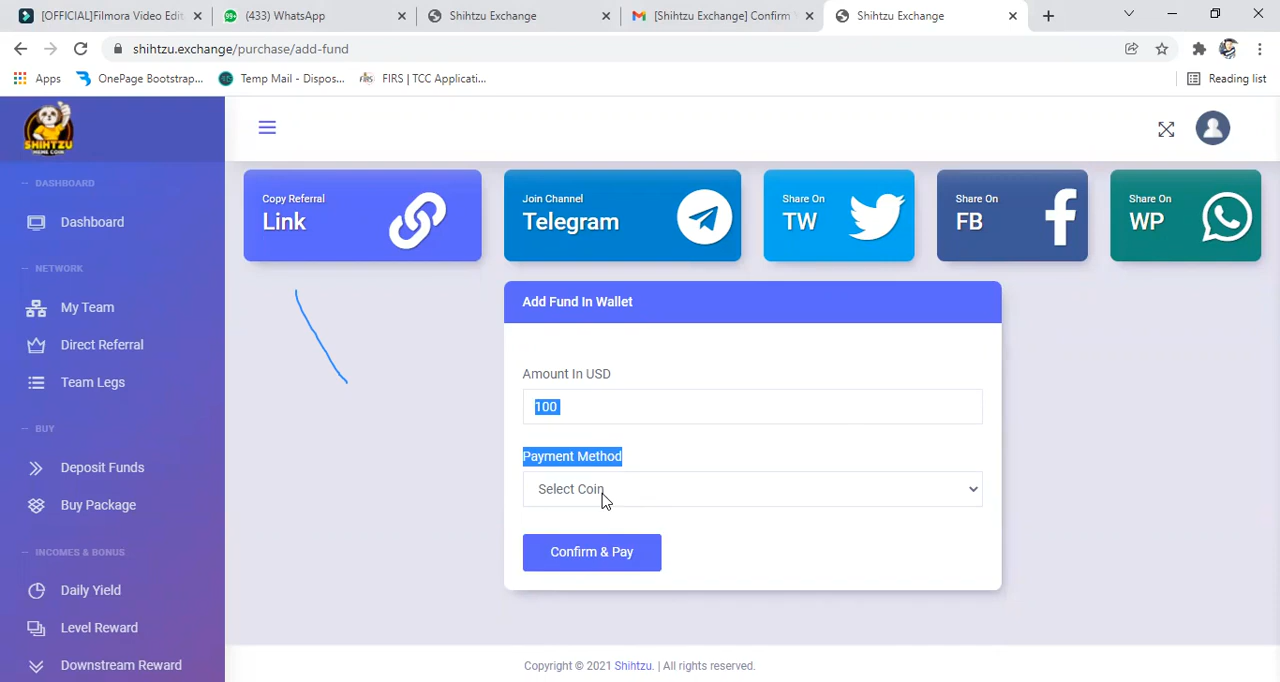 [OFFICIAL]Filmora Video Edit
(433) WhatsApp
Shihtzu Exchange
[Shihtzu Exchange] Confirm
Shihtzu Exchange
shihtzu.exchange/purchase/add-fund
Apps
OnePage Bootstrap...
Temp Mail - Dispos...
FIRS | TCC Applicati...
Reading list
SHIHTZU
MEME COIN
-- DASHBOARD
Dashboard
-- NETWORK
My Team
Direct Referral
Team Legs
-- BUY
Deposit Funds
Buy Package
-- INCOMES & BONUS
Daily Yield
Level Reward
Downstream Reward
Copy Referral
Link
Join Channel
Telegram
Share On
TW
Share On
FB
Share On
WP
Add Fund In Wallet
Amount In USD
100
Payment Method
Select Coin
Confirm & Pay
Copyright © 2021 Shihtzu. | All rights reserved.